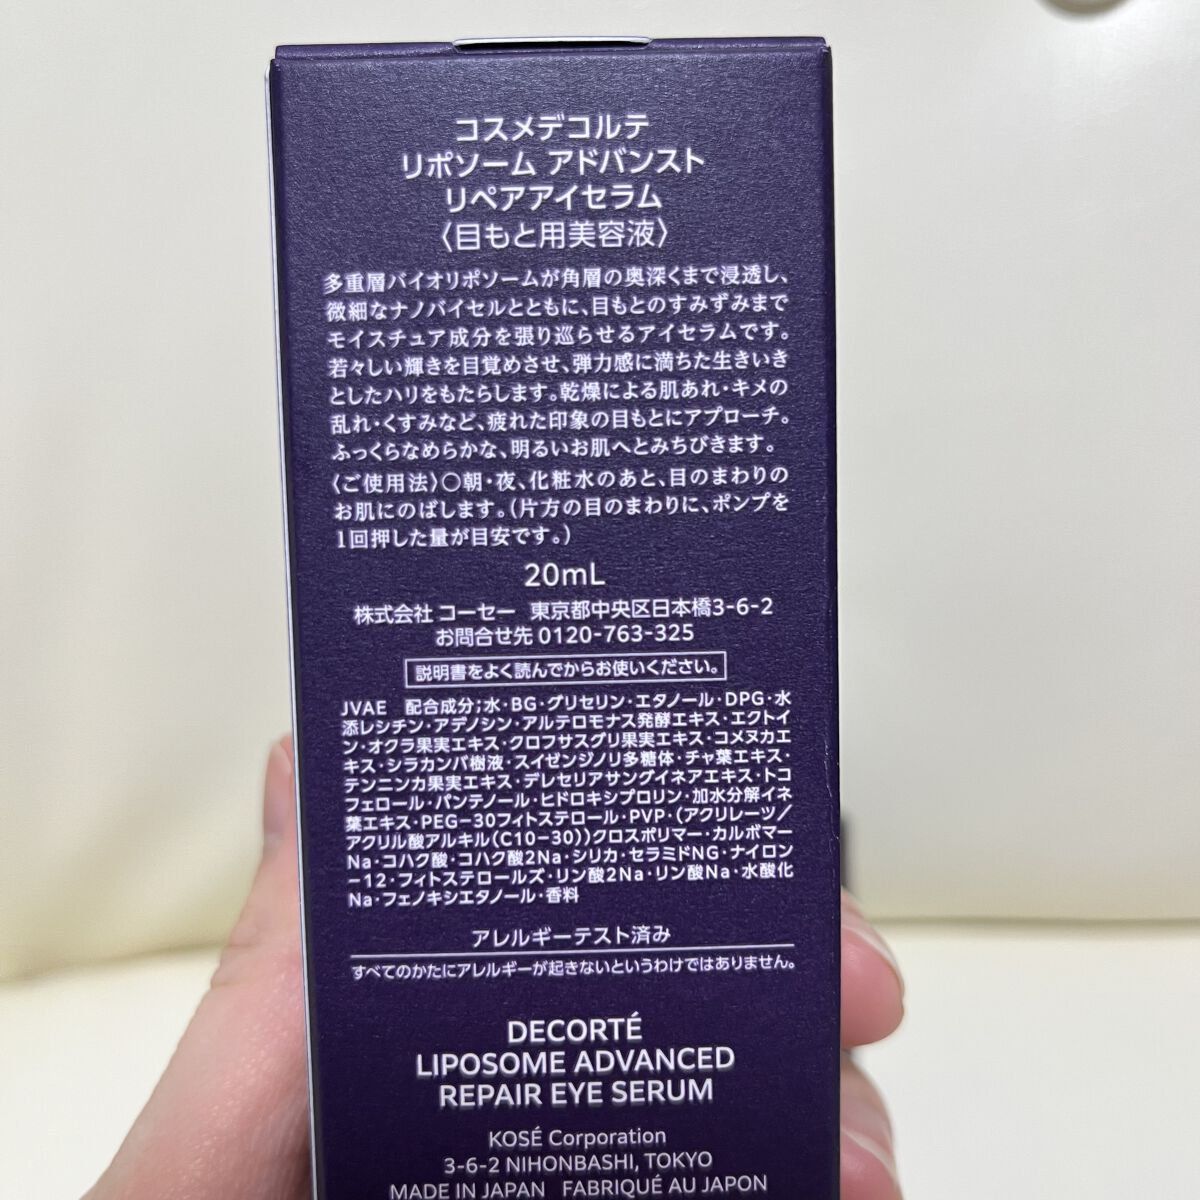 コスメデコルテ
リポソーム アドバンスト
リペアアイセラム
〈目もと用美容液〉
多重層バイオリポソームが角層の奥深くまで浸透し、
微細なナノバイセルとともに、目もとのすみずみまで
モイスチュア成分を張り巡らせるアイセラムです。
若々しい輝きを目覚めさせ、弾力感に満ちた生きいき
としたハリをもたらします。乾燥による肌あれ・キメの
乱れ・くすみなど、疲れた印象の目もとにアプローチ。
ふっくらなめらかな、明るいお肌へとみちびきます。
〈ご使用法〉○朝・夜、化粧水のあと、目のまわりの
お肌にのばします。(片方の目のまわりに、ポンプを
1回押した量が目安です。)
20mL
株式会社 コーセー 東京都中央区日本橋3-6-2
お問合せ先 0120-763-325
説明書をよく読んでからお使いください。
JVAE 配合成分;水・BG・グリセリン・エタノール・DPG・水
添レシチン・アデノシン・アルテロモナス発酵エキス・エクトイ
ン・オクラ果実エキス・クロフサスグリ果実エキス・コメヌカエ
キス・シラカンバ樹液・スイゼンジノリ多糖体・チャ葉エキス・
テンニンカ果実エキス・デレセリアサングイネアエキス・トコ
フェロール・パンテノール・ヒドロキシプロリン・加水分解イネ
葉エキス・PEG-30フィトステロール・PVP・(アクリレーツ/
アクリル酸アルキル(C10-30))クロスポリマー・カルボマー
Na・コハク酸・コハク酸2Na・シリカ・セラミドNG・ナイロン
-12・フィトステロールズ・リン酸2Na・リン酸Na・水酸化
Na・フェノキシエタノール・香料
アレルギーテスト済み
すべてのかたにアレルギーが起きないというわけではありません。
DECORTÉ
LIPOSOME ADVANCED
REPAIR EYE SERUM
KOSÉ Corporation
3-6-2 NIHONBASHI, TOKYO
MADE IN JAPAN FABRIQUÉ AU JAPON